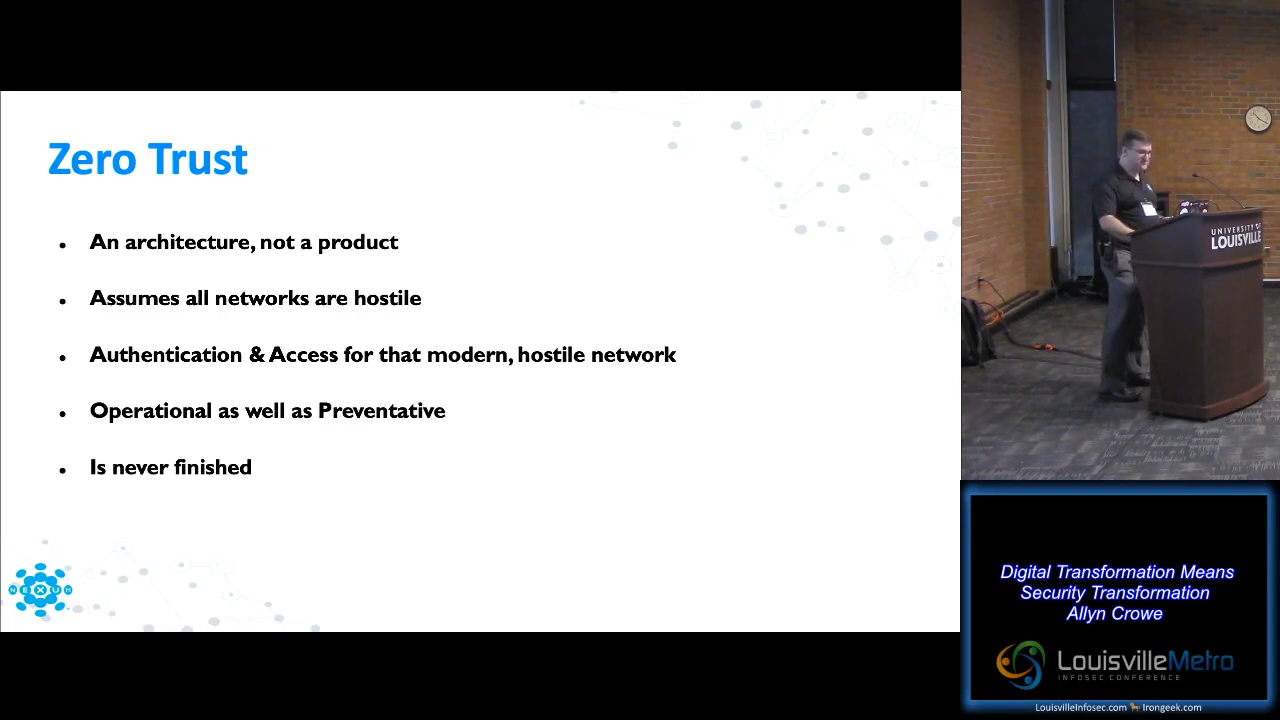 Zero Trust
An architecture, not a product
Assumes all networks are hostile
Authentication & Access for that modern, hostile network
Operational as well as Preventative
Is never finished
NEXUM
UNIVERSITY OF
LOUISVILLE
Digital Transformation Means
Security Transformation
Allyn Crowe
LouisvilleMetro
INFOSEC CONFERENCE
LouisvilleInfosec.com Irongeek.com